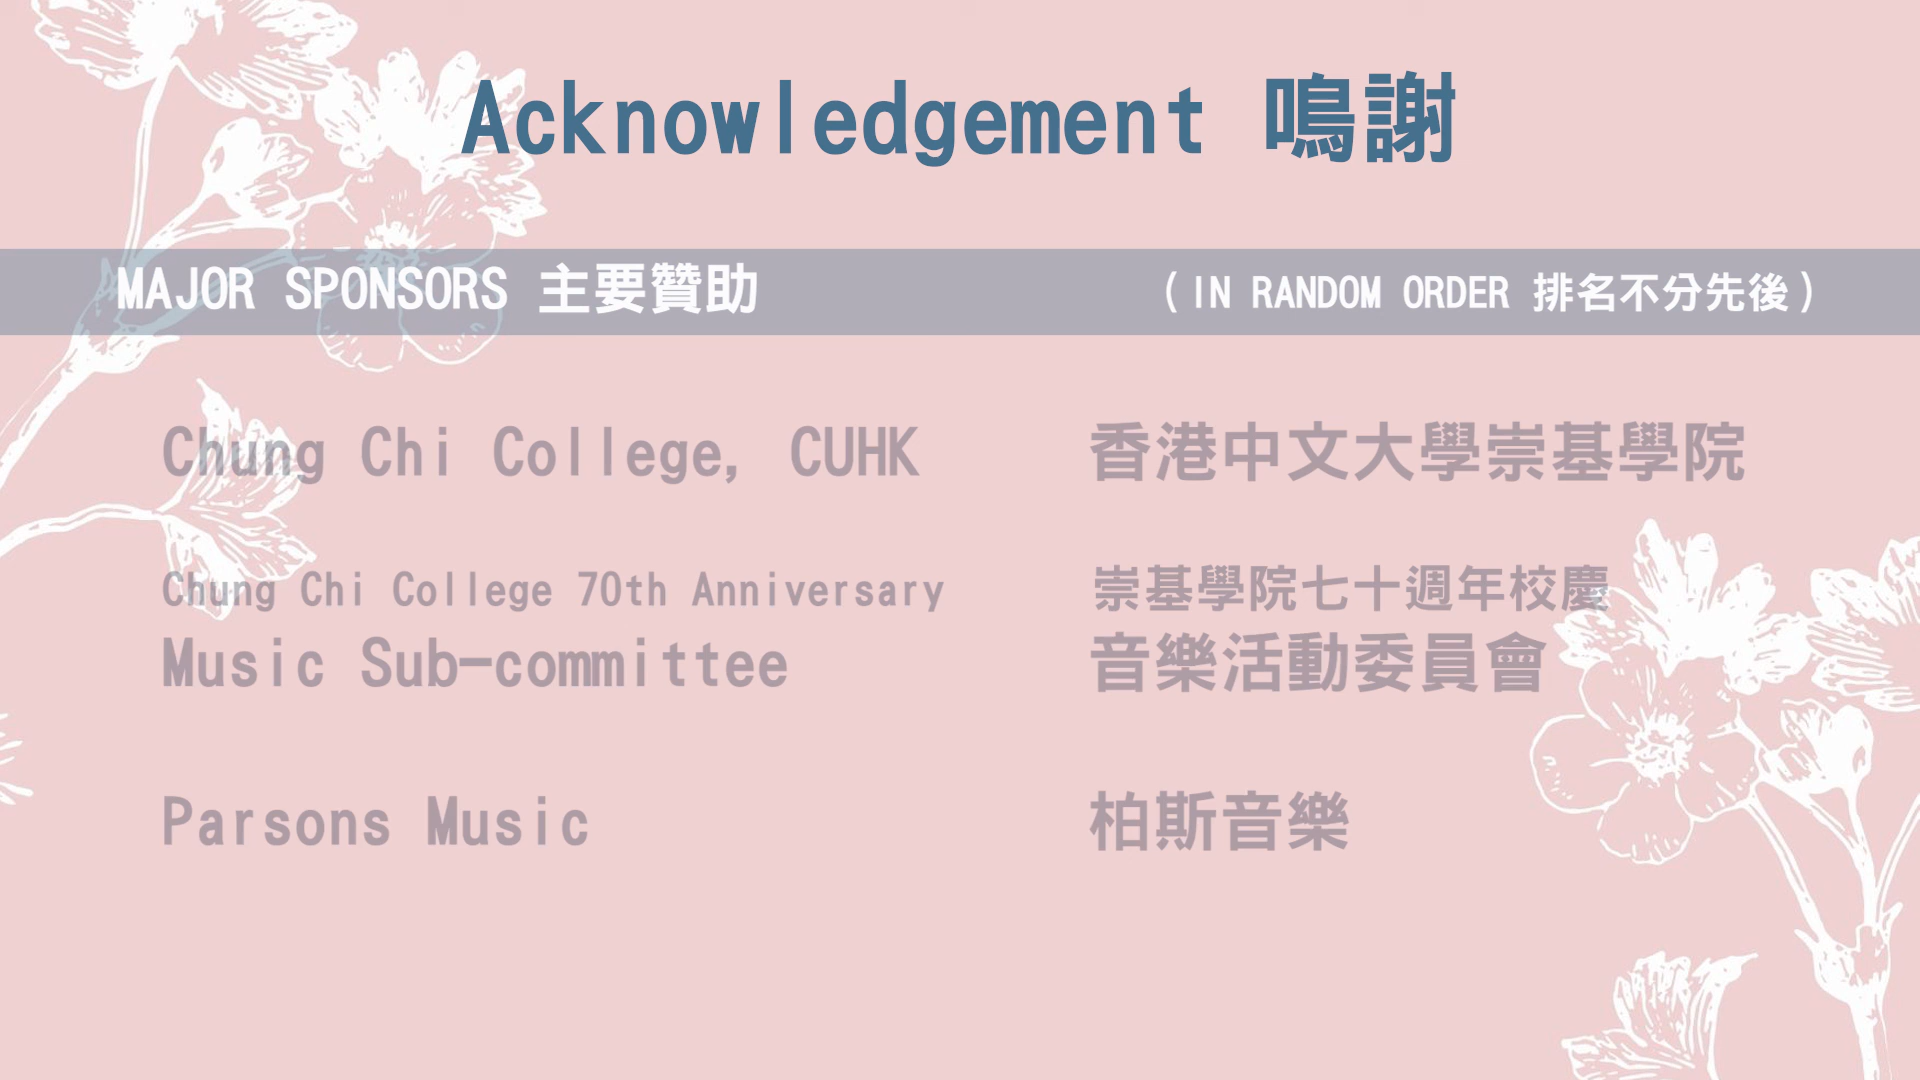 Acknowledgement 鳴謝
MAJOR SPONSORS 主要贊助 (IN RANDOM ORDER 排名不分先後)
Chung Chi College, CUHK 香港中文大學崇基學院
Chung Chi College 70th Anniversary 崇基學院七十週年校慶
Music Sub-committee 音樂活動委員會
Parsons Music 柏斯音樂